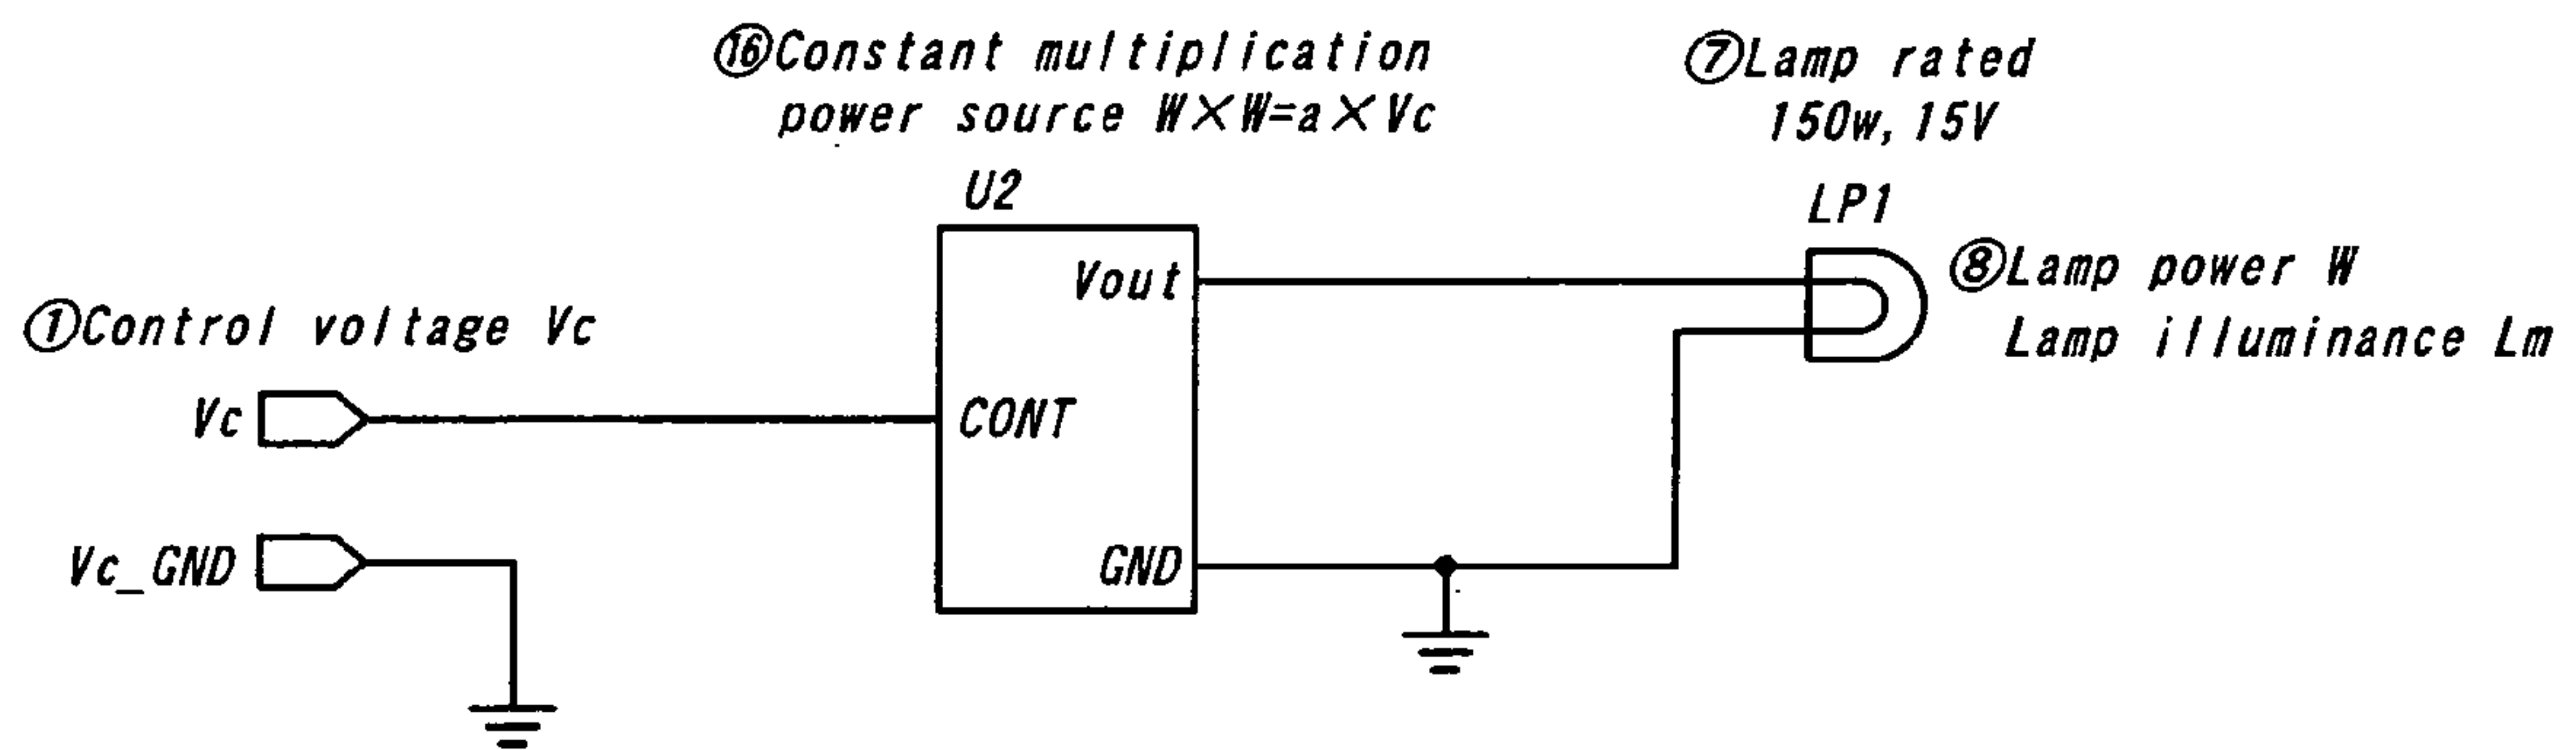 ⑯Constant multiplication
power source W×W=a×Vc
⑦Lamp rated
150w, 15V
U2
LP1
Vout
⑧Lamp power W
Lamp illuminance Lm
①Control voltage Vc
Vc
CONT
Vc_GND
GND